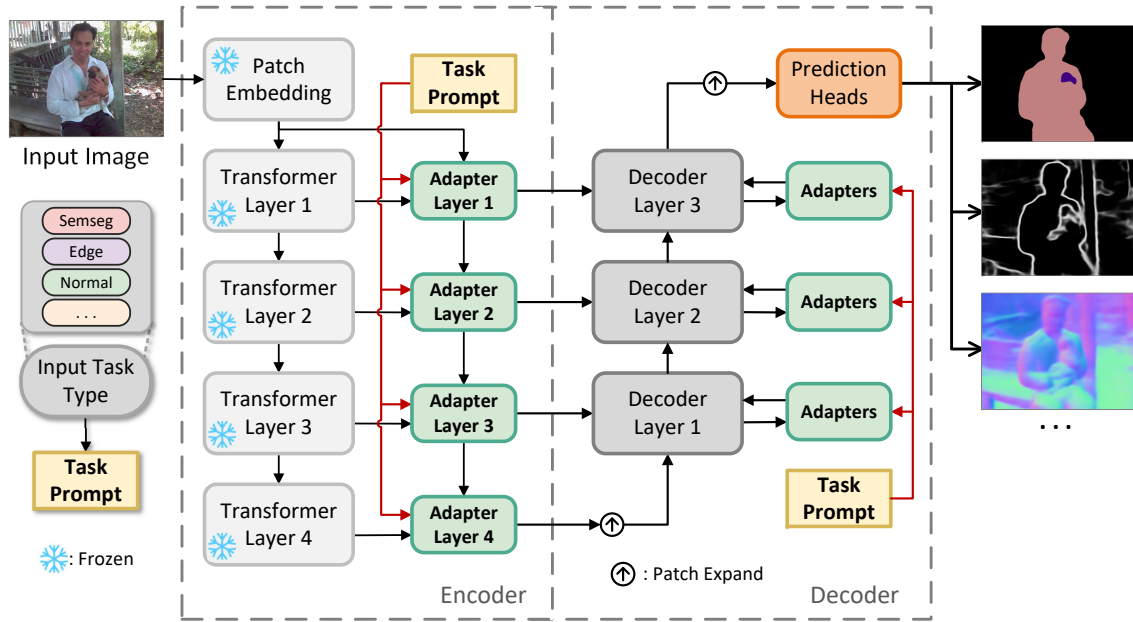 Input Image
Semseg
Edge
Normal
. . .
Input Task
Type
Task
Prompt
: Frozen
Patch
Embedding
Task
Prompt
Transformer
Layer 1
Transformer
Layer 2
Transformer
Layer 3
Transformer
Layer 4
Adapter
Layer 1
Adapter
Layer 2
Adapter
Layer 3
Adapter
Layer 4
Encoder
Prediction
Heads
Decoder
Layer 3
Decoder
Layer 2
Decoder
Layer 1
Adapters
Adapters
Adapters
Task
Prompt
: Patch Expand
Decoder
. . .